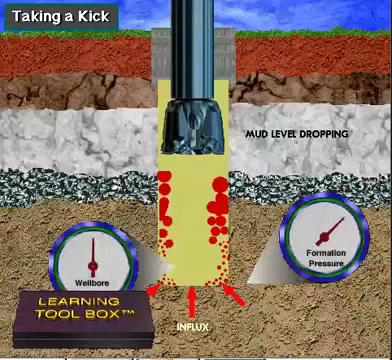 Taking a Kick
MUD LEVEL DROPPING
Formation
Pressure
Wellbore
LEARNING
TOOL BOX™
INFLUX